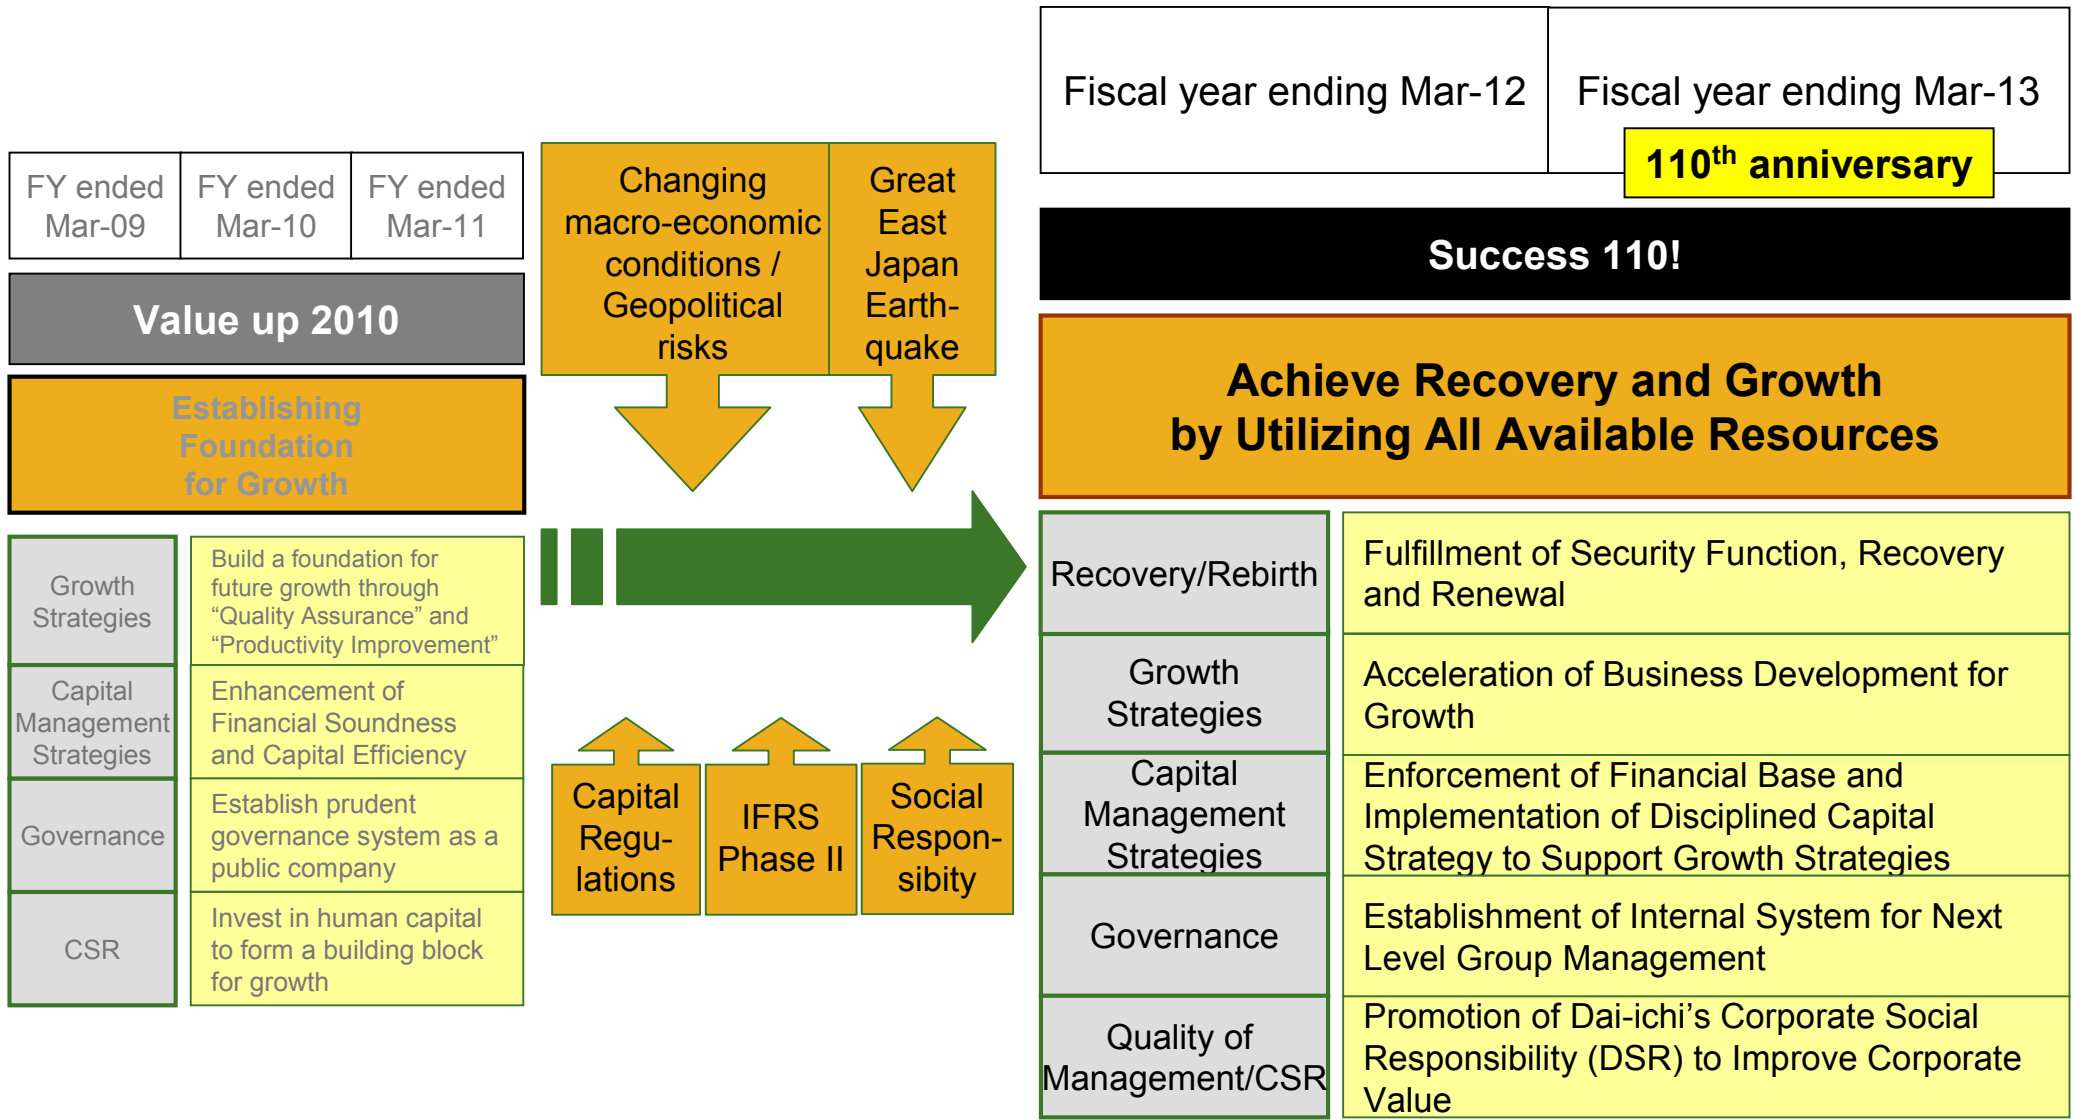 FY ended
Mar-09
FY ended
Mar-10
FY ended
Mar-11
Value up 2010
Establishing
Foundation
for Growth
Growth
Strategies
Build a foundation for
future growth through
“Quality Assurance” and
“Productivity Improvement”
Capital
Management
Strategies
Enhancement of
Financial Soundness
and Capital Efficiency
Governance
Establish prudent
governance system as a
public company
CSR
Invest in human capital
to form a building block
for growth
Changing
macro-economic
conditions /
Geopolitical
risks
Great
East
Japan
Earth-
quake
Capital
Regu-
lations
IFRS
Phase II
Social
Respon-
sibity
Fiscal year ending Mar-12
Fiscal year ending Mar-13
110th anniversary
Success 110!
Achieve Recovery and Growth
by Utilizing All Available Resources
Recovery/Rebirth
Fulfillment of Security Function, Recovery
and Renewal
Growth
Strategies
Acceleration of Business Development for
Growth
Capital
Management
Strategies
Enforcement of Financial Base and
Implementation of Disciplined Capital
Strategy to Support Growth Strategies
Governance
Establishment of Internal System for Next
Level Group Management
Quality of
Management/CSR
Promotion of Dai-ichi’s Corporate Social
Responsibility (DSR) to Improve Corporate
Value